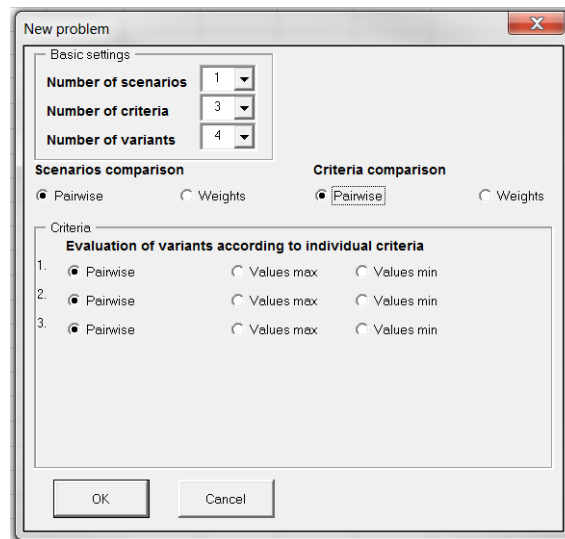 New problem
Basic settings
Number of scenarios 1
Number of criteria 3
Number of variants 4
Scenarios comparison Criteria comparison
Pairwise Weights Pairwise Weights
Criteria
Evaluation of variants according to individual criteria
1. Pairwise Values max Values min
2. Pairwise Values max Values min
3. Pairwise Values max Values min
OK Cancel